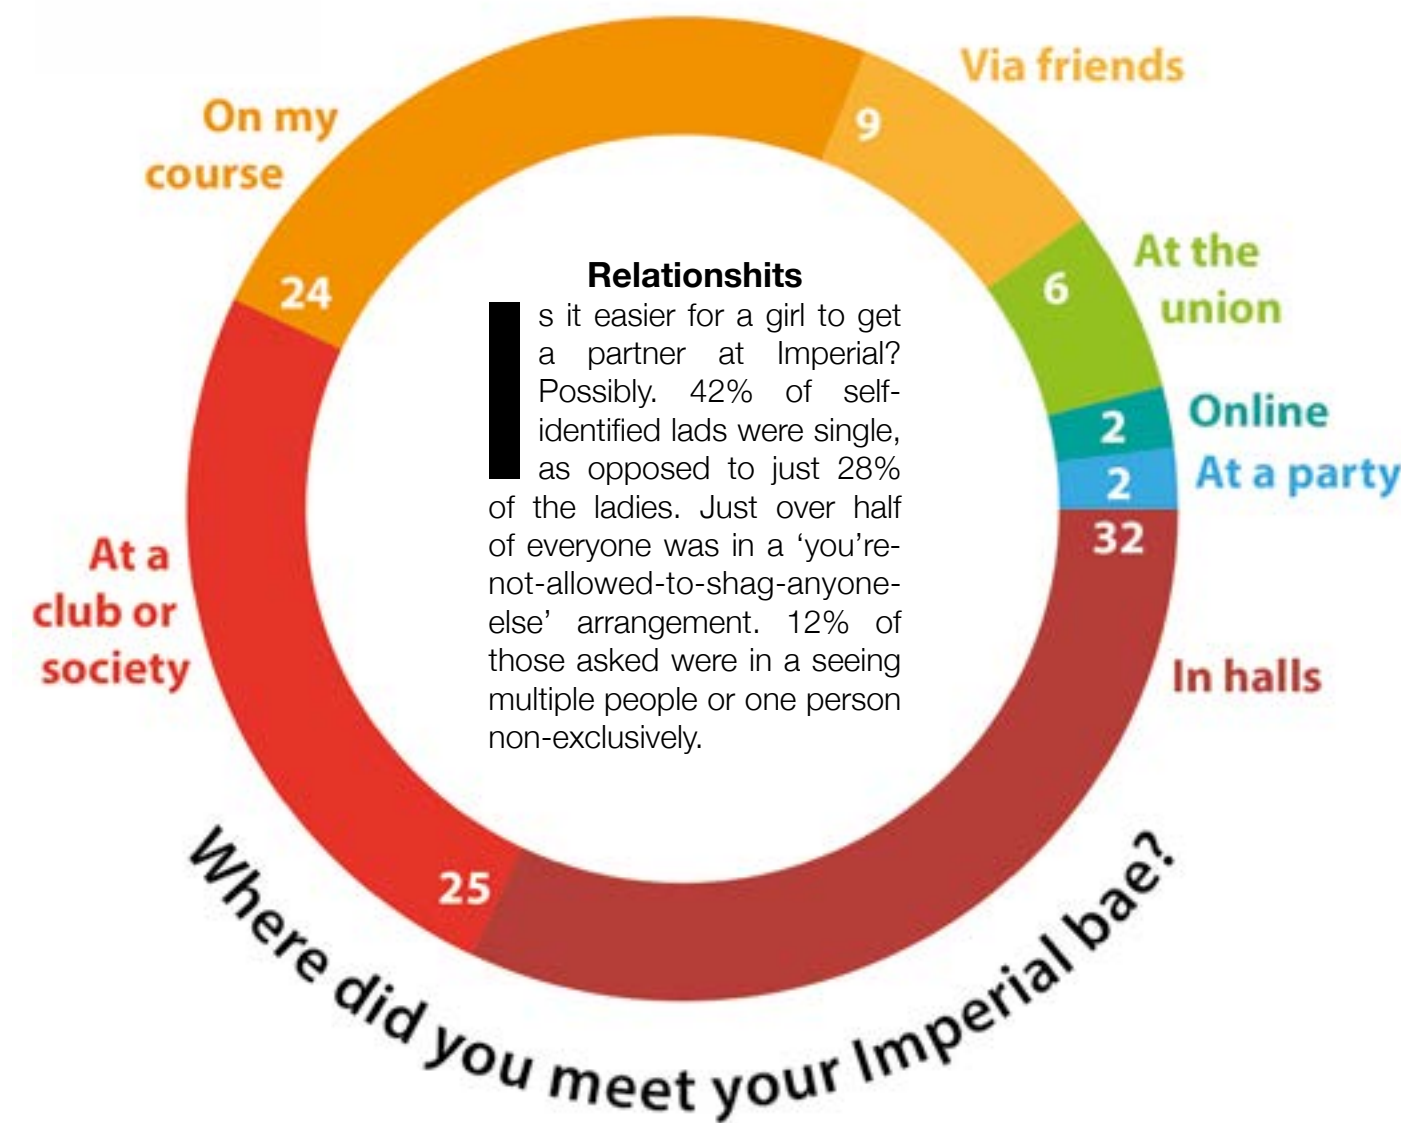 Via friends
9
On my
course
24
At the
union
6
Online
2
At a party
2
32
In halls
At a
club or
society
25
Relationshits
Is it easier for a girl to get
a partner at Imperial?
Possibly. 42% of self-
identified lads were single,
as opposed to just 28%
of the ladies. Just over half
of everyone was in a ‘you’re-
not-allowed-to-shag-anyone-
else’ arrangement. 12% of
those asked were in a seeing
multiple people or one person
non-exclusively.
Where did you meet your Imperial bae?